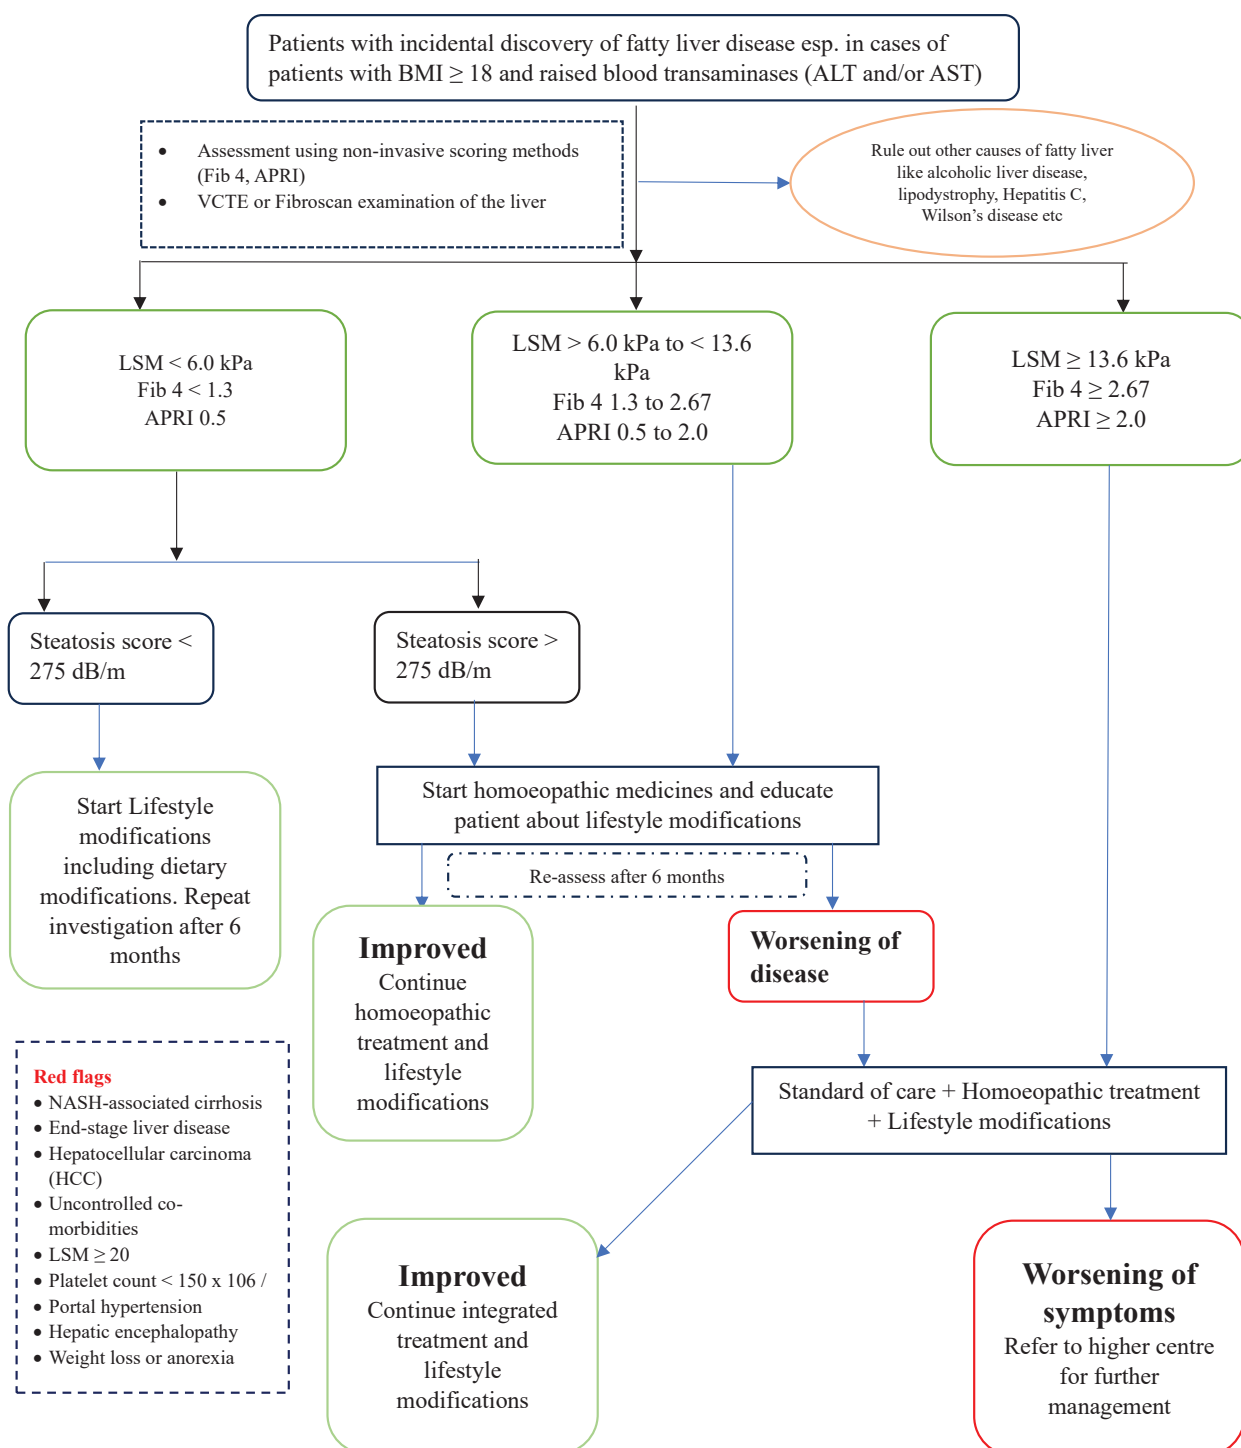 Patients with incidental discovery of fatty liver disease esp. in cases of
patients with BMI ≥ 18 and raised blood transaminases (ALT and/or AST)
• Assessment using non-invasive scoring methods
(Fib 4, APRI)
• VCTE or Fibroscan examination of the liver
Rule out other causes of fatty liver
like alcoholic liver disease,
lipodystrophy, Hepatitis C,
Wilson's disease etc
LSM < 6.0 kPa
Fib 4 < 1.3
APRI 0.5
LSM > 6.0 kPa to < 13.6
kPa
Fib 4 1.3 to 2.67
APRI 0.5 to 2.0
LSM ≥ 13.6 kPa
Fib 4 ≥ 2.67
APRI ≥ 2.0
Steatosis score <
275 dB/m
Steatosis score >
275 dB/m
Start Lifestyle
modifications
including dietary
modifications. Repeat
investigation after 6
months
Start homoeopathic medicines and educate
patient about lifestyle modifications
Re-assess after 6 months
Improved
Continue
homoeopathic
treatment and
lifestyle
modifications
Worsening of
disease
Standard of care + Homoeopathic treatment
+ Lifestyle modifications
Red flags
• NASH-associated cirrhosis
• End-stage liver disease
• Hepatocellular carcinoma
(HCC)
• Uncontrolled co-
morbidities
• LSM ≥ 20
• Platelet count < 150 x 106 /
• Portal hypertension
• Hepatic encephalopathy
• Weight loss or anorexia
Improved
Continue integrated
treatment and
lifestyle
modifications
Worsening of
symptoms
Refer to higher centre
for further
management